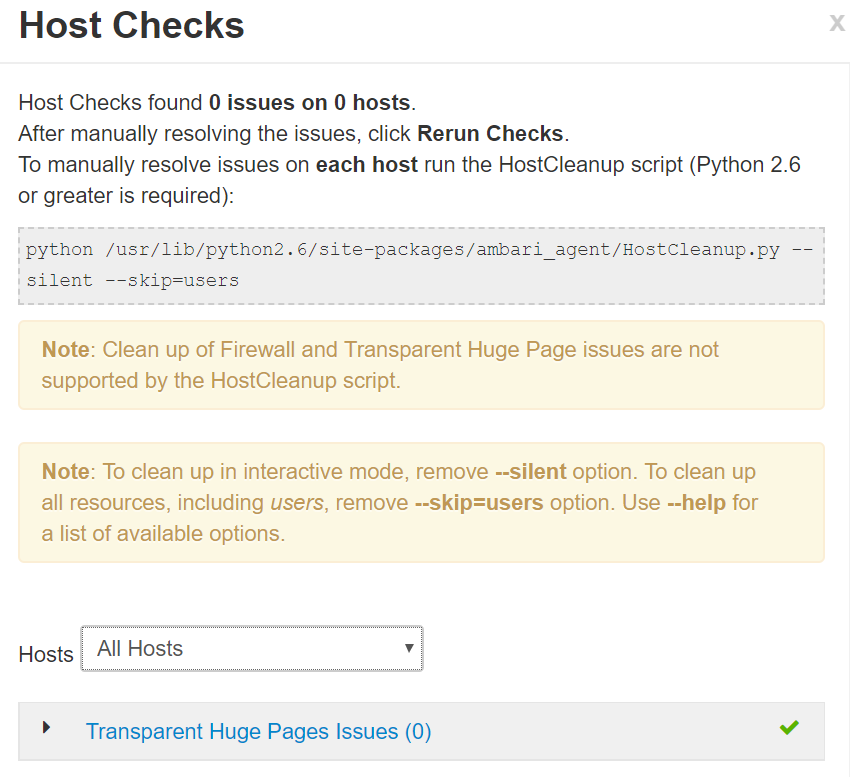 Host Checks
x
Host Checks found 0 issues on 0 hosts.
After manually resolving the issues, click Rerun Checks.
To manually resolve issues on each host run the HostCleanup script (Python 2.6
or greater is required):
python /usr/lib/python2.6/site-packages/ambari_agent/HostCleanup.py --
silent --skip=users
Note: Clean up of Firewall and Transparent Huge Page issues are not
supported by the HostCleanup script.
Note: To clean up in interactive mode, remove --silent option. To clean up
all resources, including users, remove --skip=users option. Use --help for
a list of available options.
Hosts All Hosts
Transparent Huge Pages Issues (0)